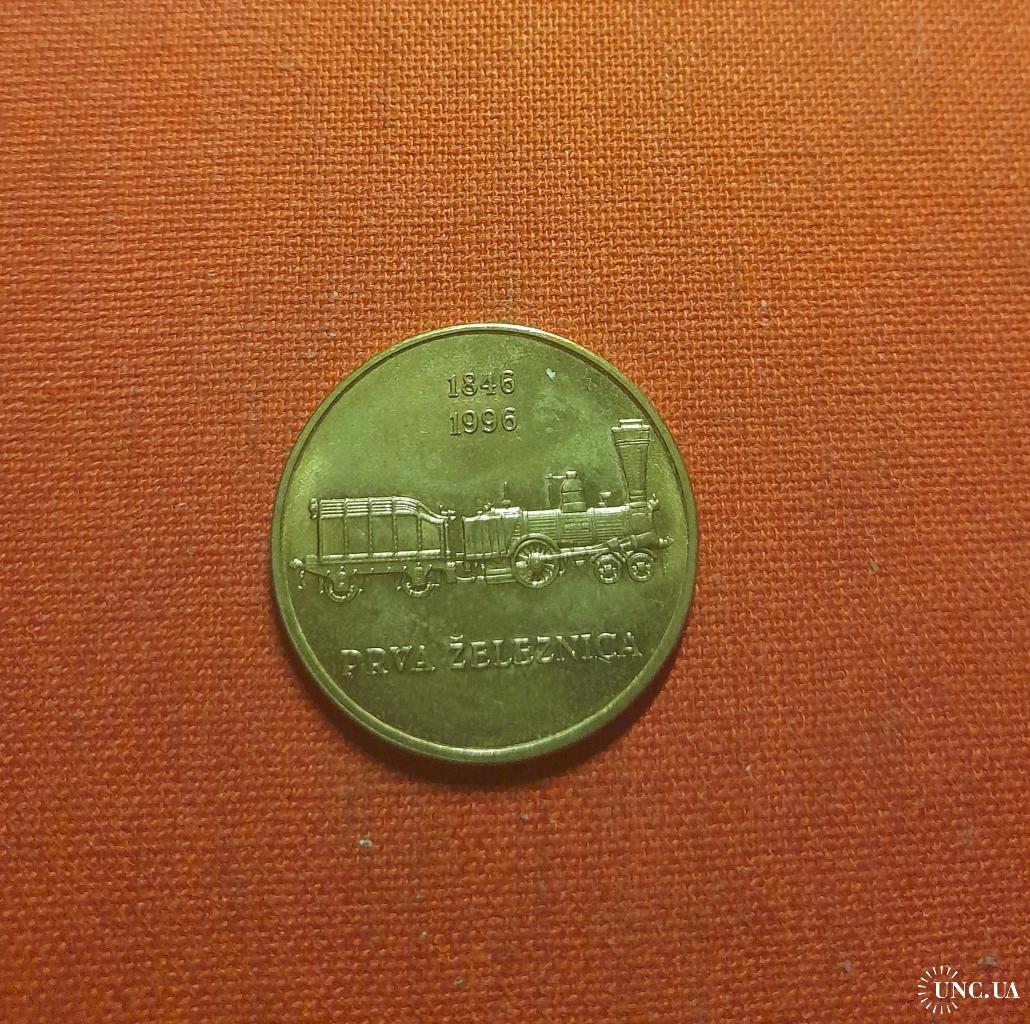 1846
1996
PRVA ŽELEZNICA
UNC.UA